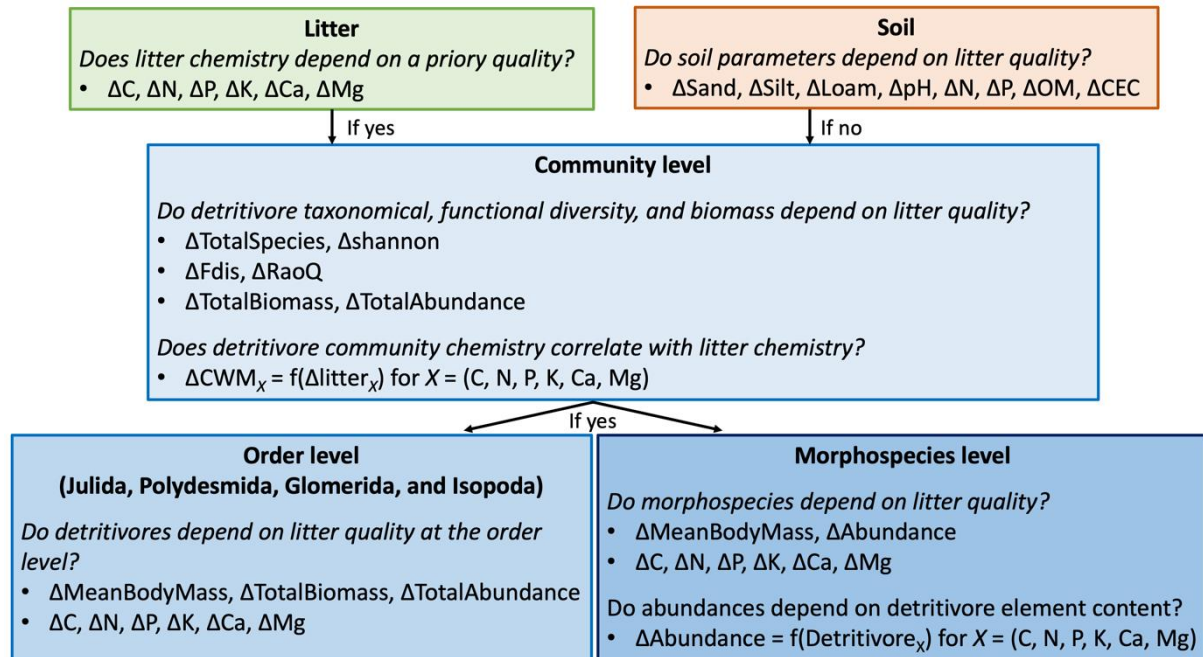 Litter
Does litter chemistry depend on a priory quality?
• ΔC, ΔN, ΔP, ΔK, ΔCa, ΔMg
Soil
Do soil parameters depend on litter quality?
• ΔSand, ΔSilt, ΔLoam, ΔpH, ΔN, ΔP, ΔOM, ΔCEC
If yes
If no
Community level
Do detritivore taxonomical, functional diversity, and biomass depend on litter quality?
• ΔTotalSpecies, Δshannon
• ΔFdis, ΔRaoQ
• ΔTotalBiomass, ΔTotalAbundance
Does detritivore community chemistry correlate with litter chemistry?
• ΔCWMₓ = f(Δlitterₓ) for X = (C, N, P, K, Ca, Mg)
If yes
Order level
(Julida, Polydesmida, Glomerida, and Isopoda)
Do detritivores depend on litter quality at the order
level?
• ΔMeanBodyMass, ΔTotalBiomass, ΔTotalAbundance
• ΔC, ΔN, ΔP, ΔK, ΔCa, ΔMg
Morphospecies level
Do morphospecies depend on litter quality?
• ΔMeanBodyMass, ΔAbundance
• ΔC, ΔN, ΔP, ΔK, ΔCa, ΔMg
Do abundances depend on detritivore element content?
• ΔAbundance = f(Detritivoreₓ) for X = (C, N, P, K, Ca, Mg)